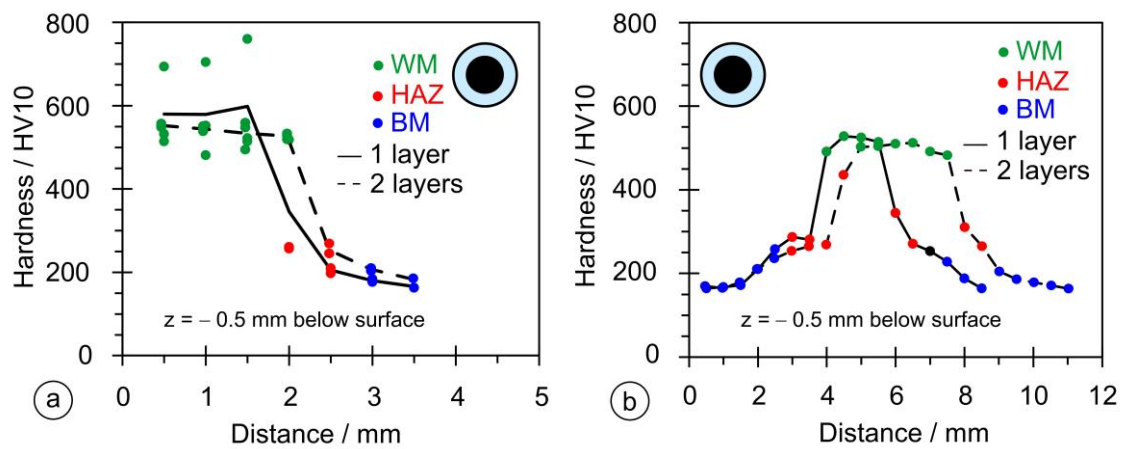 800
600
400
200
0
Hardness / HV10
WM
HAZ
BM
1 layer
2 layers
z = – 0.5 mm below surface
0 1 2 3 4 5
Distance / mm
a
800
600
400
200
0
Hardness / HV10
WM
HAZ
BM
1 layer
2 layers
z = – 0.5 mm below surface
0 2 4 6 8 10 12
Distance / mm
b